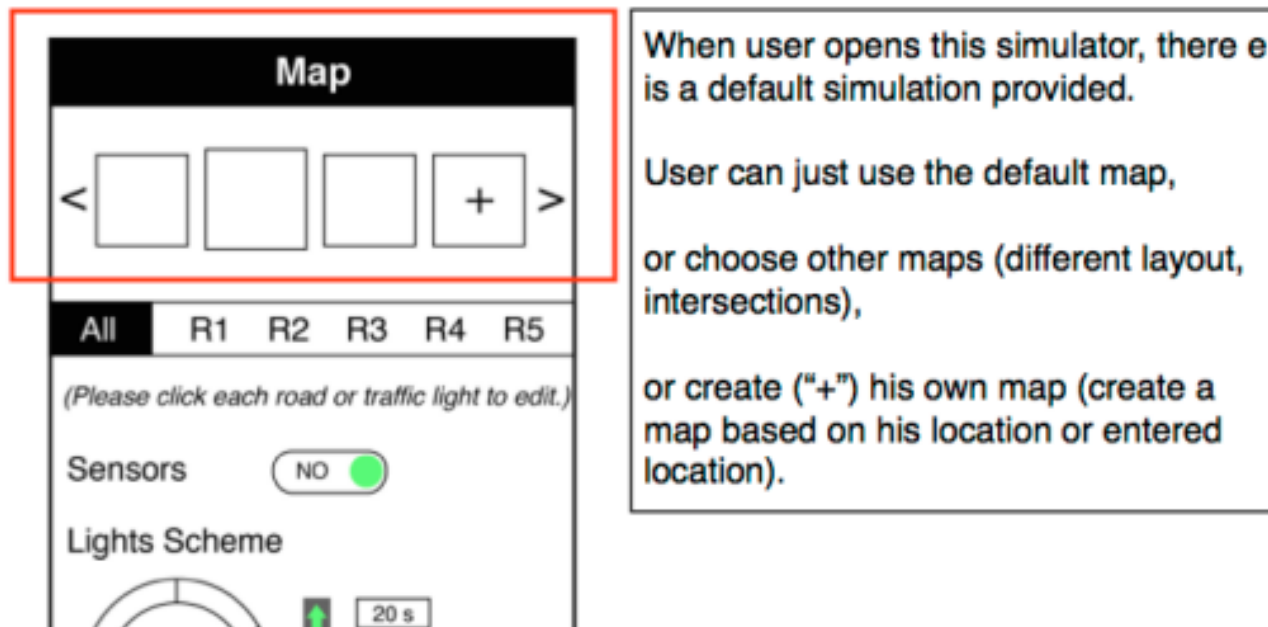 Map
< + >
All R1 R2 R3 R4 R5
(Please click each road or traffic light to edit.)
Sensors NO
Lights Scheme
20 s
When user opens this simulator, there e
is a default simulation provided.
User can just use the default map,
or choose other maps (different layout,
intersections),
or create (“+”) his own map (create a
map based on his location or entered
location).